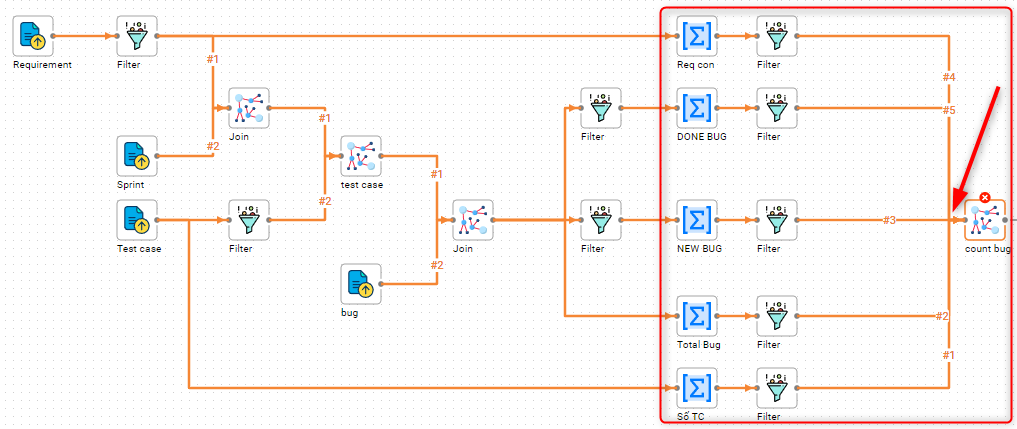 Requirement
Filter
#1
Req con
Filter
#4
Join
#1
Filter
DONE BUG
Filter
#5
#2
Sprint
test case
#1
Test case
Filter
#2
Join
Filter
NEW BUG
Filter
#3
count bug
#2
bug
Total Bug
Filter
#2
#1
Số TC
Filter